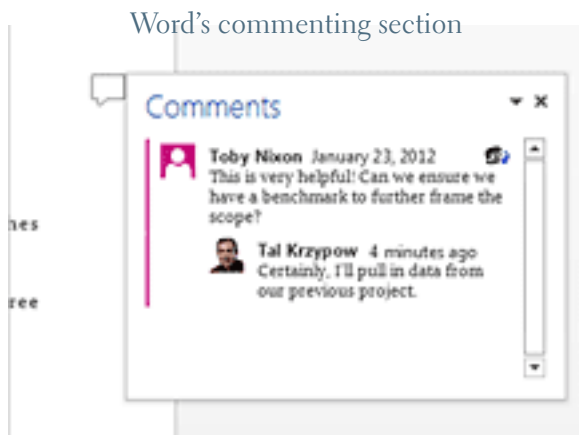 Word's commenting section
Comments
Toby Nixon January 23, 2012
This is very helpful! Can we ensure we
have a benchmark to further frame the
scope?
nes
Tal Krzypow 4 minutes ago
Certainly, I'll pull in data from
ree
our previous project.